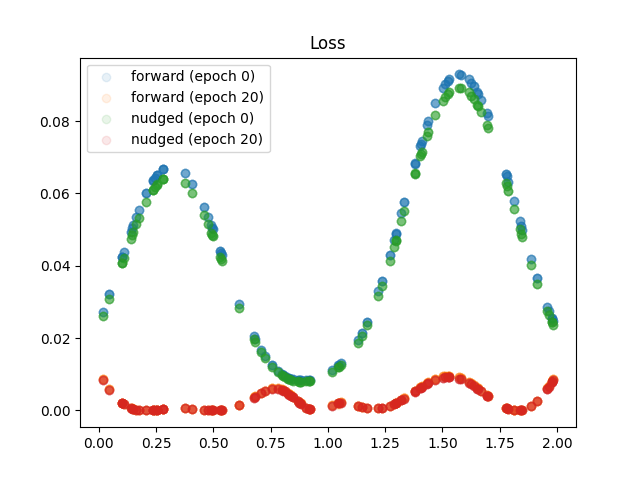 Loss
forward (epoch 0)
forward (epoch 20)
nudged (epoch 0)
nudged (epoch 20)
0.08
0.06
0.04
0.02
0.00
0.00 0.25 0.50 0.75 1.00 1.25 1.50 1.75 2.00